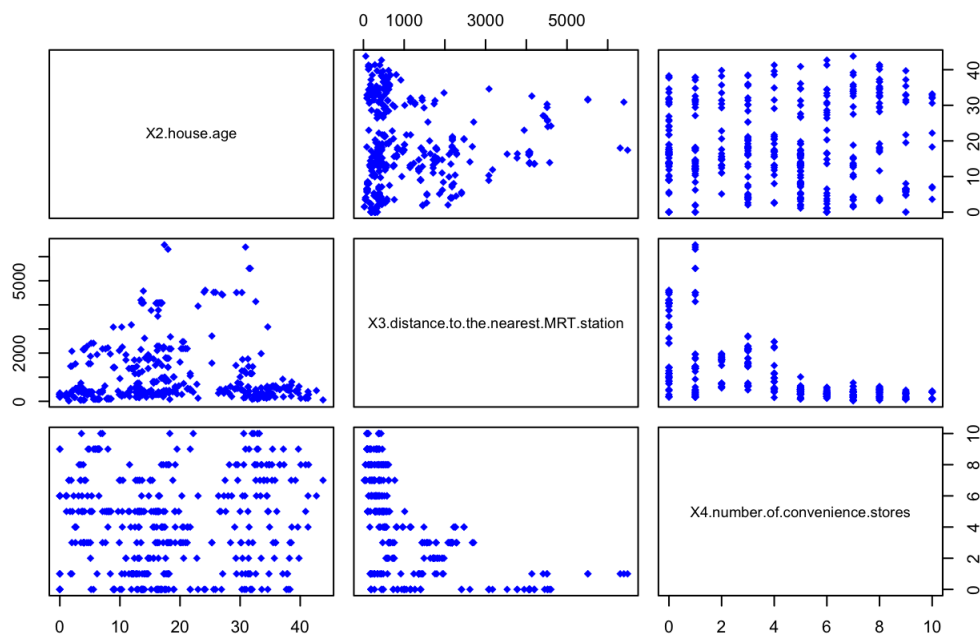 0 1000 3000 5000
X2.house.age
0 10 20 30 40
0 2000 5000
X3.distance.to.the.nearest.MRT.station
X4.number.of.convenience.stores
0 2 4 6 8 10
0 10 20 30 40
0 2 4 6 8 10